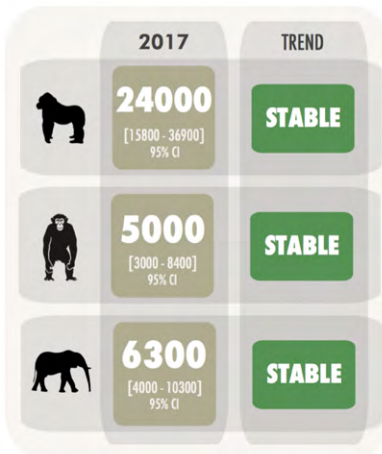 2017 TREND
24000
[15800 - 36900]
95% CI
STABLE
5000
[3000 - 8400]
95% CI
STABLE
6300
[4000 - 10300]
95% CI
STABLE